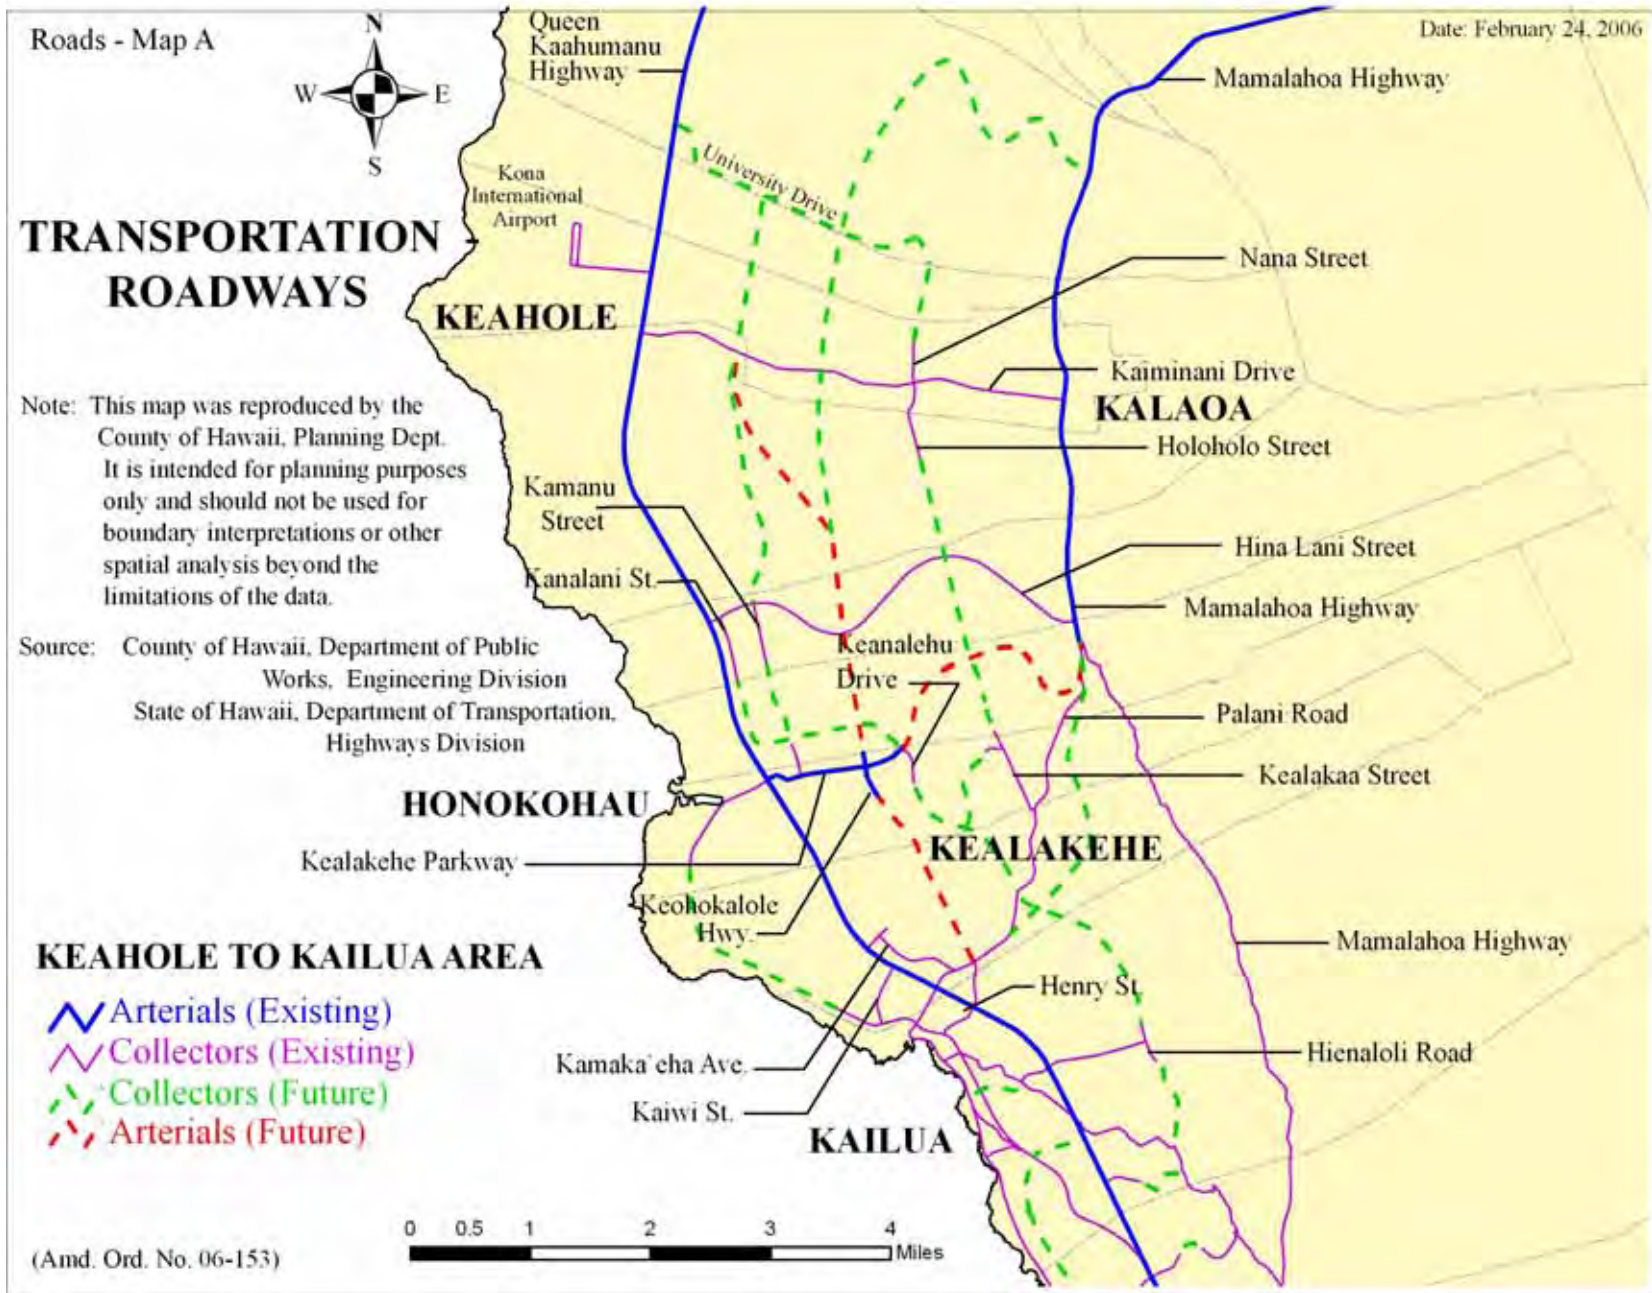 Roads - Map A
Date: February 24, 2006
N
W
E
S
Queen
Kaahumanu
Highway
Mamalahoa Highway
University Drive
Kona
International
Airport
TRANSPORTATION -
ROADWAYS
Nana Street
KEAHOLE
Kaiminani Drive
KALAOA
Holoholo Street
Note: This map was reproduced by the
County of Hawaii, Planning Dept.
It is intended for planning purposes
only and should not be used for
boundary interpretations or other
spatial analysis beyond the
limitations of the data.
Kamanu
Street
Hina Lani Street
Kanalani St.
Mamalahoa Highway
Source: County of Hawaii, Department of Public
Works, Engineering Division
State of Hawaii, Department of Transportation,
Highways Division
Keanalehu
Drive
Palani Road
Kealakaa Street
HONOKOHAU
KEALAKEHE
Kealakehe Parkway
Keohokalole
Hwy.
Mamalahoa Highway
KEAHOLE TO KAILUA AREA
Arterials (Existing)
Collectors (Existing)
Collectors (Future)
Arterials (Future)
Henry St.
Hienaloli Road
Kamaka`eha Ave.
Kaiwi St.
KAILUA
0 0.5 1 2 3 4
Miles
(Amd. Ord. No. 06-153)